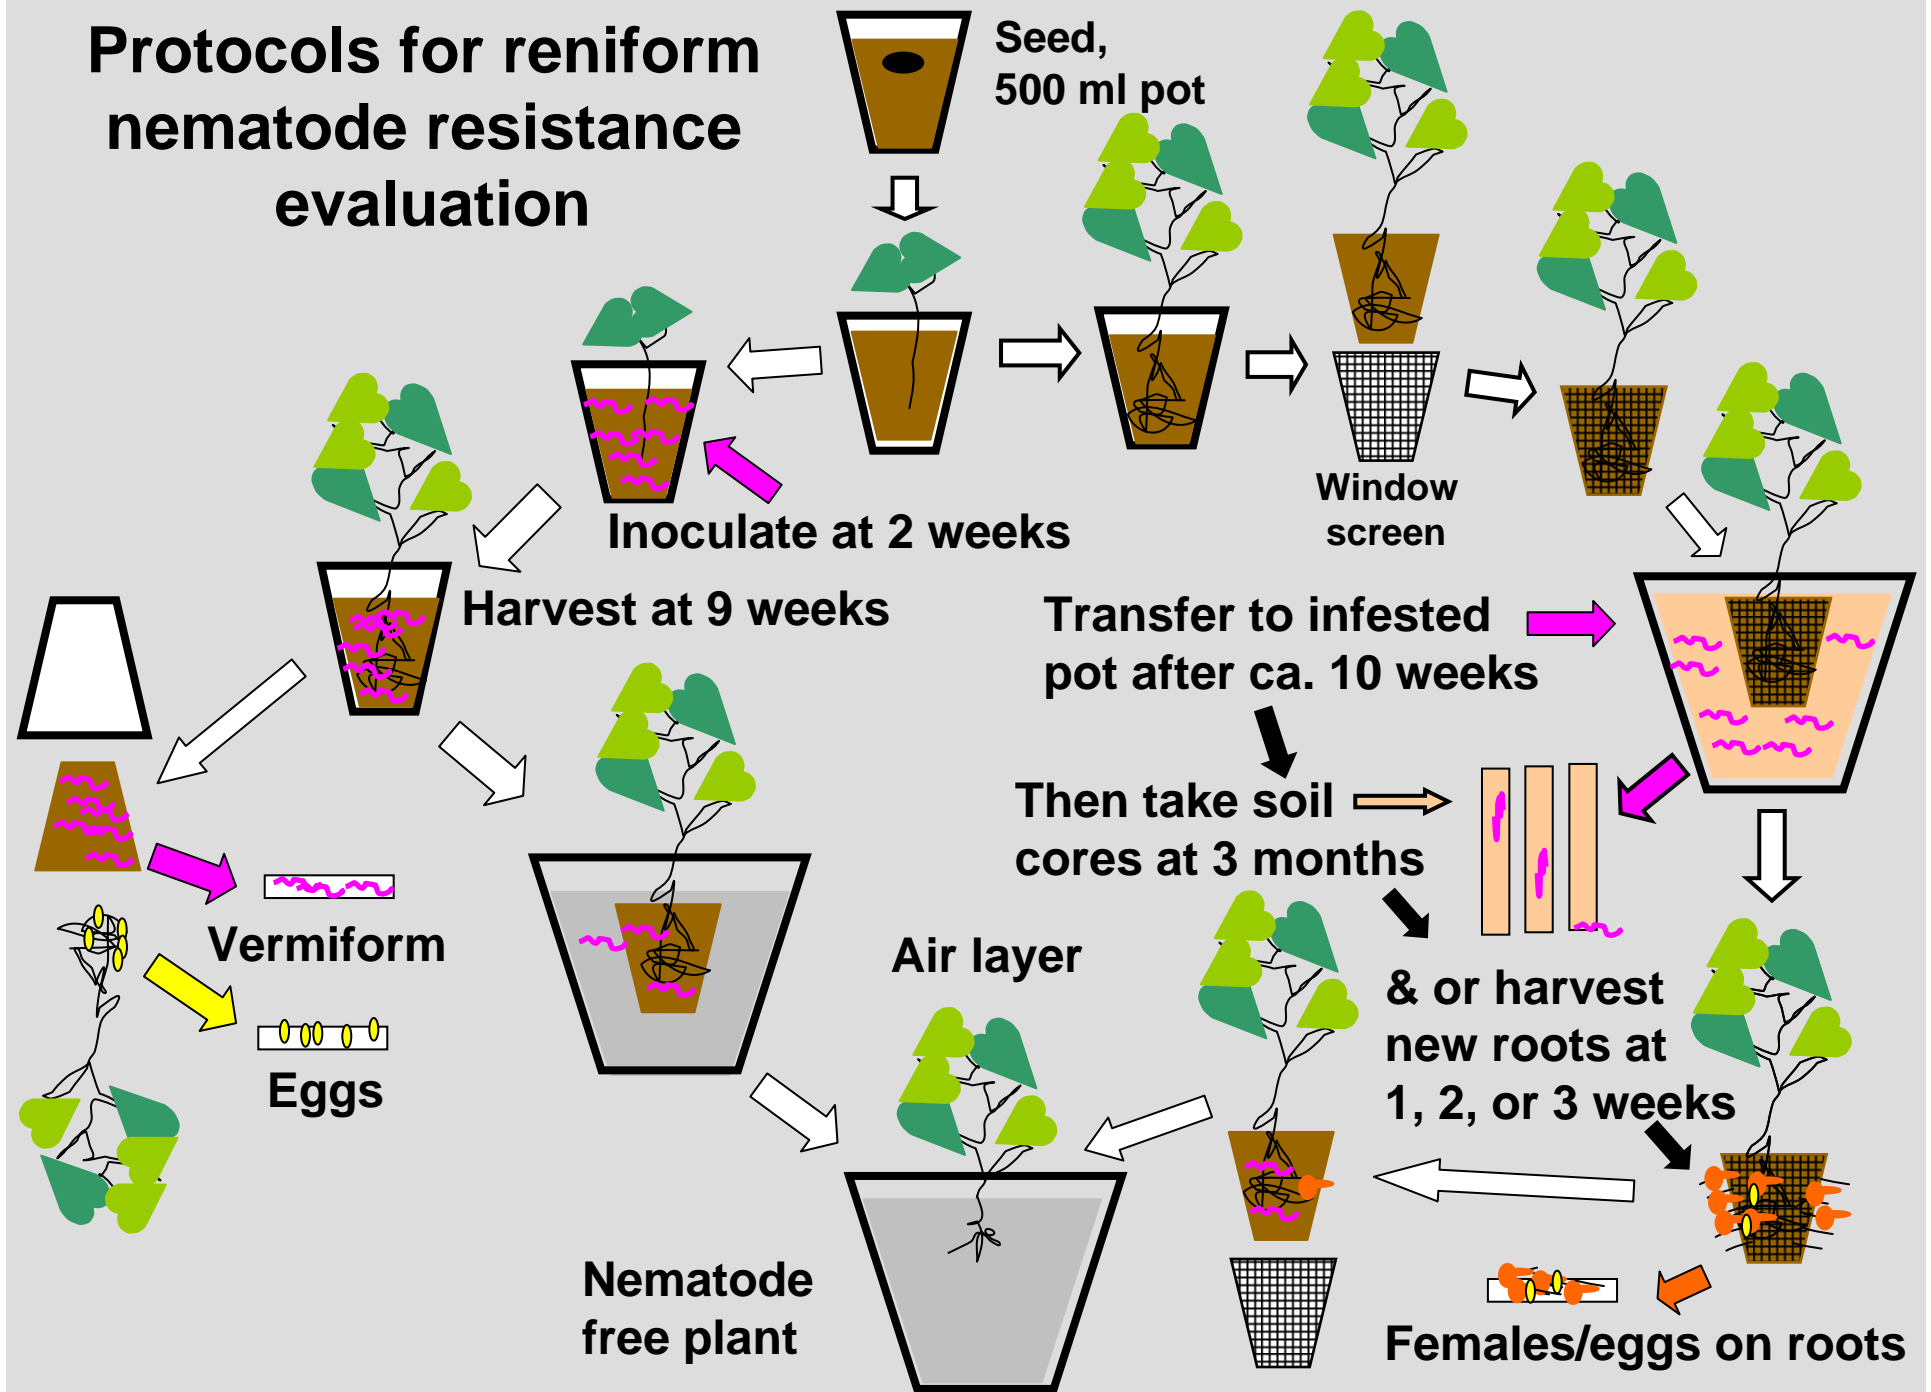 Protocols for reniform
nematode resistance
evaluation
Seed,
500 ml pot
Window
screen
Inoculate at 2 weeks
Harvest at 9 weeks
Transfer to infested
pot after ca. 10 weeks
Then take soil
cores at 3 months
Vermiform
Eggs
Air layer
& or harvest
new roots at
1, 2, or 3 weeks
Nematode
free plant
Females/eggs on roots